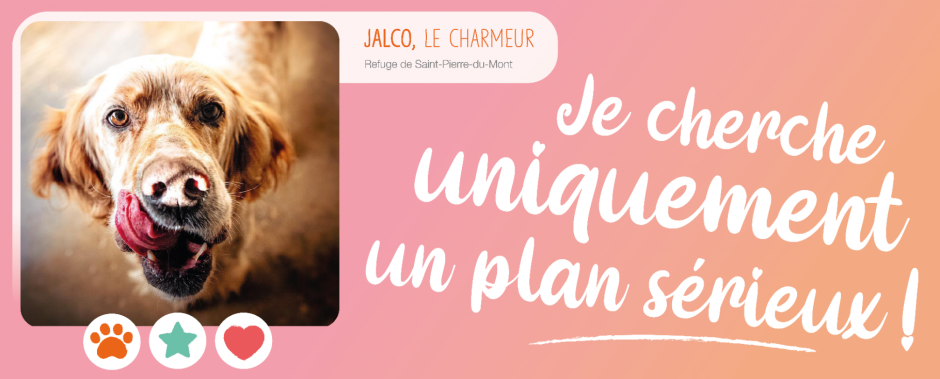 JALCO, LE CHARMEUR
Refuge de Saint-Pierre-du-Mont
Je cherche
uniquement
un plan sérieux !